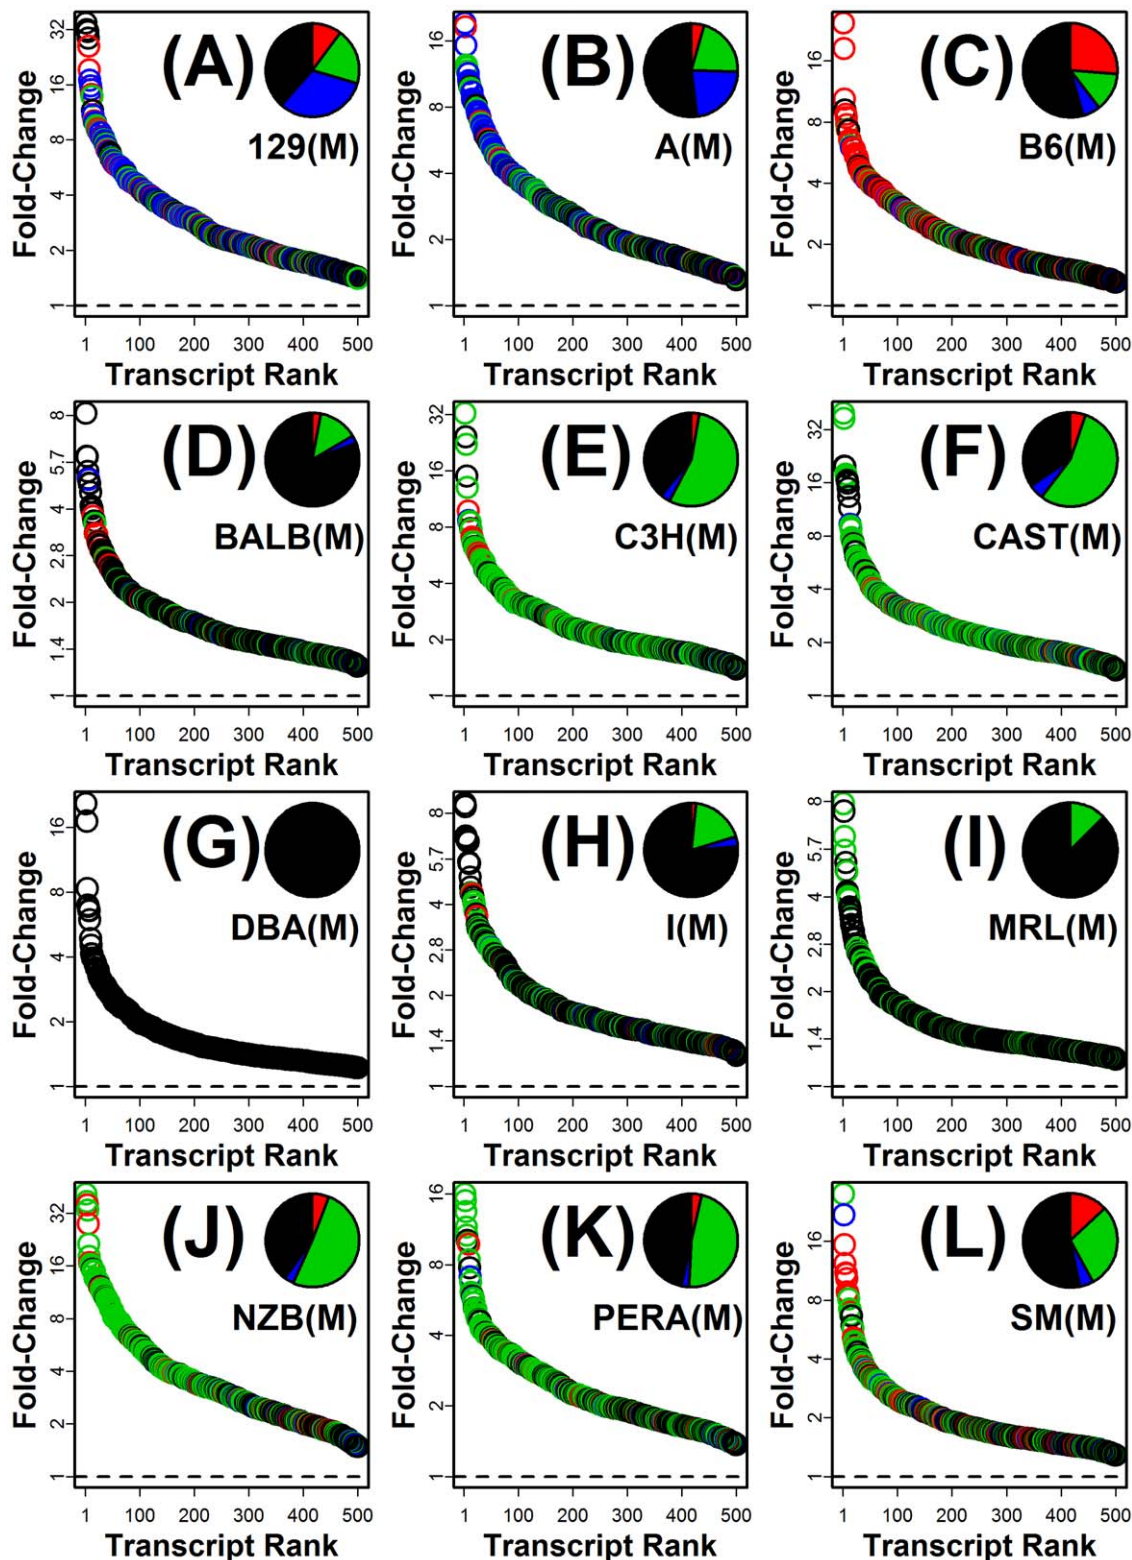 (A)
129(M)
Fold-Change
32
16
8
4
2
1
1 100 200 300 400 500
Transcript Rank
(B)
A(M)
Fold-Change
16
8
4
2
1
1 100 200 300 400 500
Transcript Rank
(C)
B6(M)
Fold-Change
16
8
4
2
1
1 100 200 300 400 500
Transcript Rank
(D)
BALB(M)
Fold-Change
8
5.7
4
2.8
2
1.4
1
1 100 200 300 400 500
Transcript Rank
(E)
C3H(M)
Fold-Change
32
16
8
4
2
1
1 100 200 300 400 500
Transcript Rank
(F)
CAST(M)
Fold-Change
32
16
8
4
2
1
1 100 200 300 400 500
Transcript Rank
(G)
DBA(M)
Fold-Change
16
8
4
2
1
1 100 200 300 400 500
Transcript Rank
(H)
I(M)
Fold-Change
8
5.7
4
2.8
2
1.4
1
1 100 200 300 400 500
Transcript Rank
(I)
MRL(M)
Fold-Change
8
5.7
4
2.8
2
1.4
1
1 100 200 300 400 500
Transcript Rank
(J)
NZB(M)
Fold-Change
32
16
8
4
2
1
1 100 200 300 400 500
Transcript Rank
(K)
PERA(M)
Fold-Change
16
8
4
2
1
1 100 200 300 400 500
Transcript Rank
(L)
SM(M)
Fold-Change
16
8
4
2
1
1 100 200 300 400 500
Transcript Rank